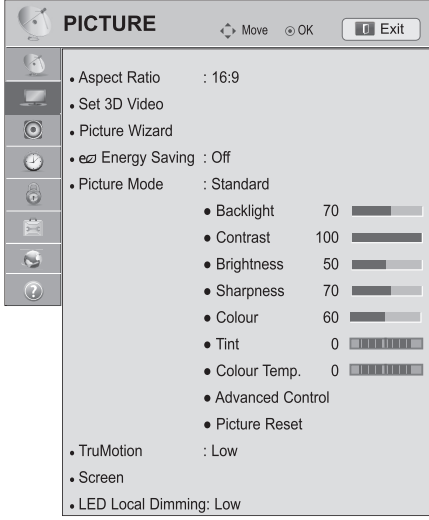 PICTURE Move OK Exit
• Aspect Ratio : 16:9
• Set 3D Video
• Picture Wizard
• Energy Saving : Off
• Picture Mode : Standard
● Backlight 70
● Contrast 100
● Brightness 50
● Sharpness 70
● Colour 60
● Tint 0
● Colour Temp. 0
● Advanced Control
● Picture Reset
• TruMotion : Low
• Screen
• LED Local Dimming: Low